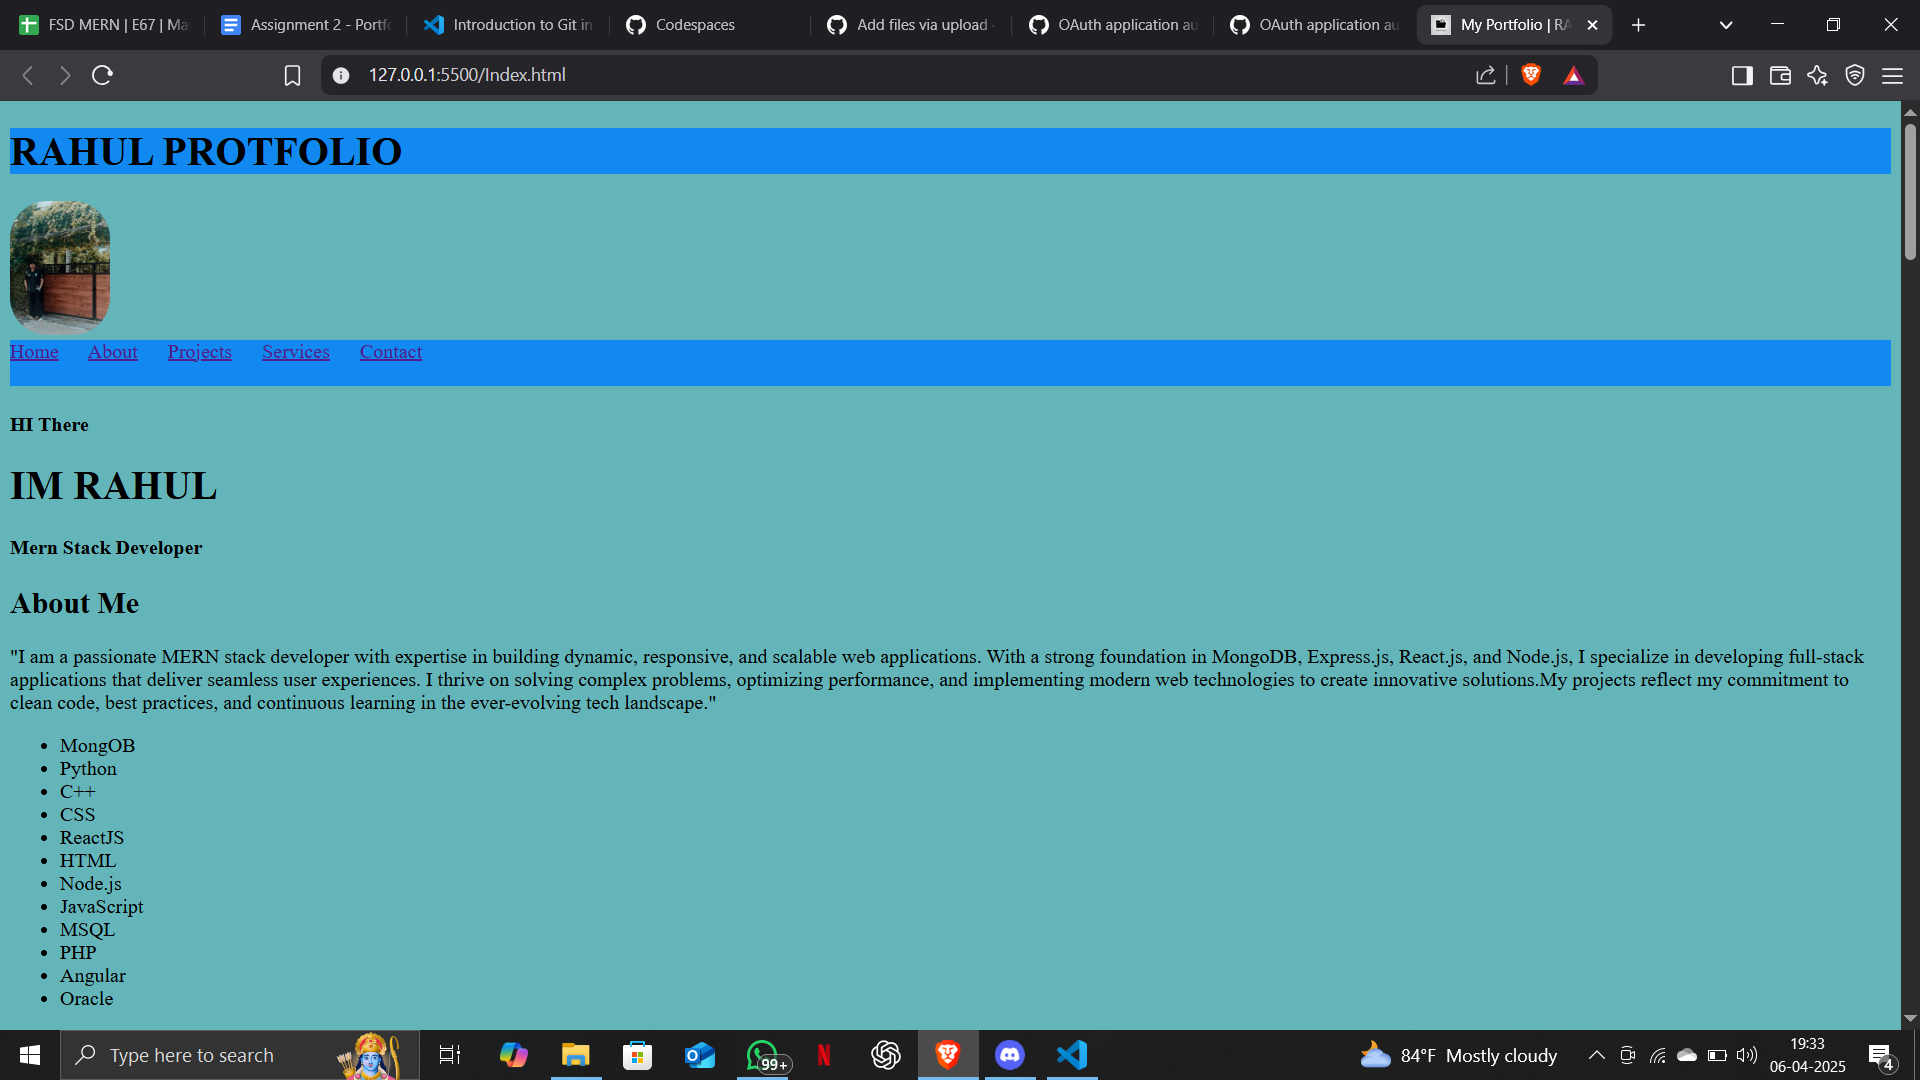 FSD MERN | E67 | Ma
Assignment 2 - Portfo
Introduction to Git in
Codespaces
Add files via upload ·
OAuth application au
OAuth application au
My Portfolio | RA
127.0.0.1:5500/Index.html
RAHUL PROTFOLIO
Home About Projects Services Contact
HI There
IM RAHUL
Mern Stack Developer
About Me
"I am a passionate MERN stack developer with expertise in building dynamic, responsive, and scalable web applications. With a strong foundation in MongoDB, Express.js, React.js, and Node.js, I specialize in developing full-stack
applications that deliver seamless user experiences. I thrive on solving complex problems, optimizing performance, and implementing modern web technologies to create innovative solutions.My projects reflect my commitment to
clean code, best practices, and continuous learning in the ever-evolving tech landscape."
MongOB
Python
C++
CSS
ReactJS
HTML
Node.js
JavaScript
MSQL
PHP
Angular
Oracle
Type here to search
99+
84°F Mostly cloudy
19:33
06-04-2025
4